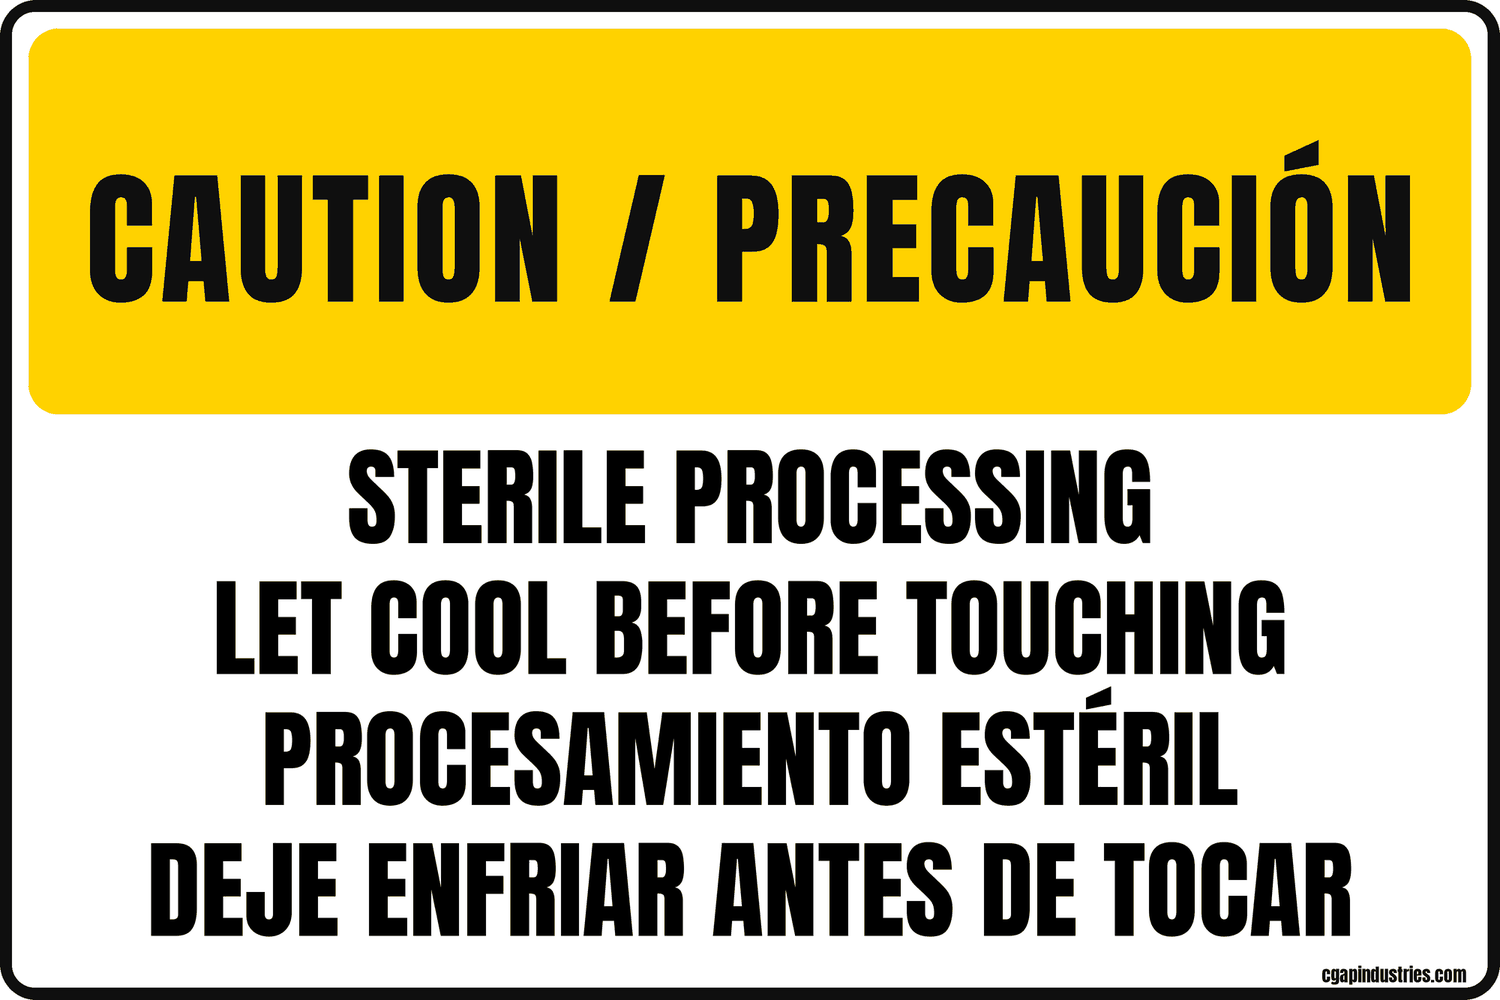 CAUTION / PRECAUCIÓN
STERILE PROCESSING
LET COOL BEFORE TOUCHING
PROCESAMIENTO ESTÉRIL
DEJE ENFRIAR ANTES DE TOCAR
cgapindustries.com